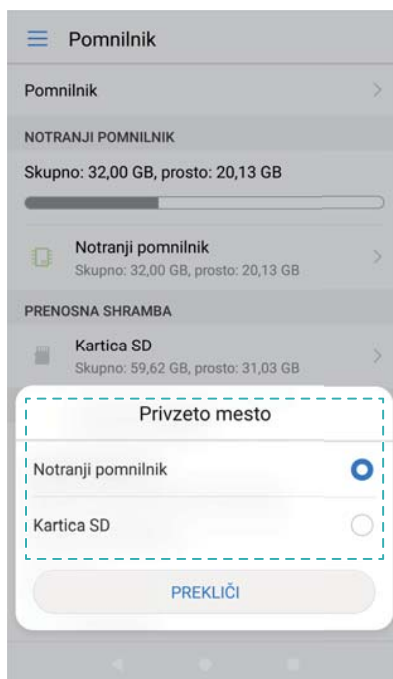 Pomnilnik
Pomnilnik
NOTRANJI POMNILNIK
Skupno: 32,00 GB, prosto: 20,13 GB
Notranji pomnilnik
Skupno: 32,00 GB, prosto: 20,13 GB
PRENOSNA SHRAMBA
Kartica SD
Skupno: 59,62 GB, prosto: 31,03 GB
Privzeto mesto
Notranji pomnilnik
Kartica SD
PREKLIČI